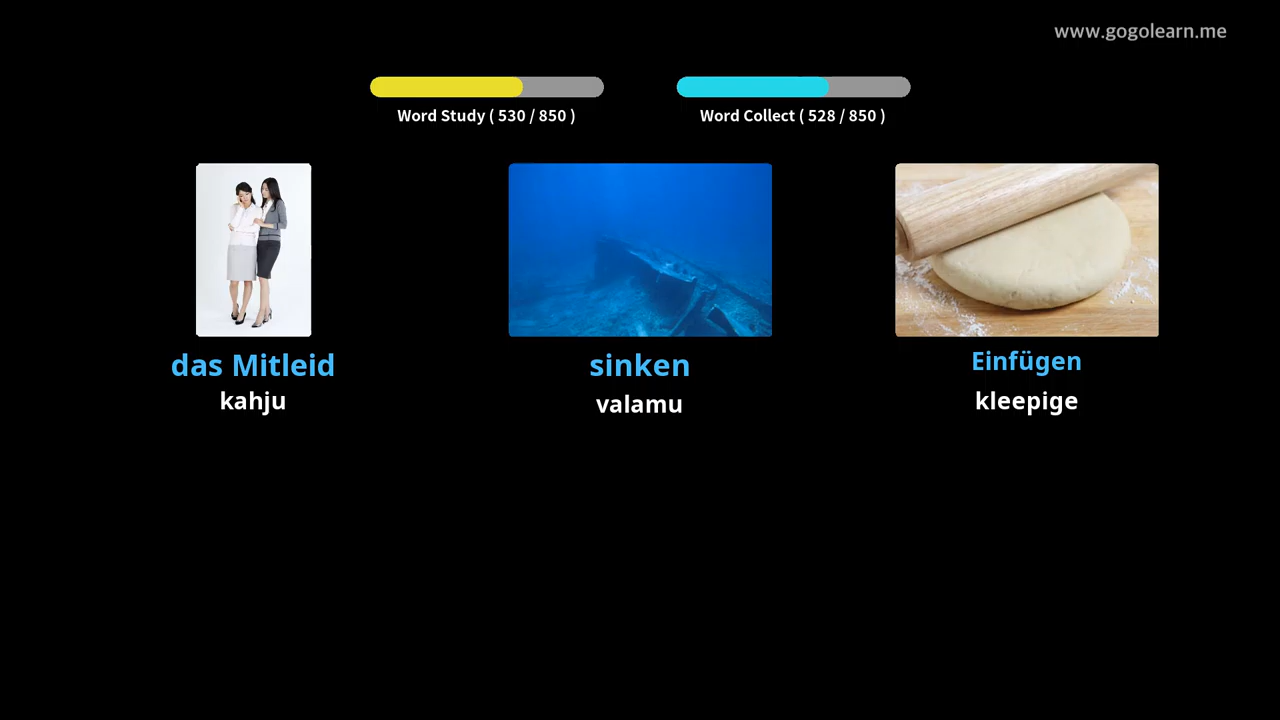 www.gogolearn.me
Word Study ( 530 / 850 )
Word Collect ( 528 / 850 )
das Mitleid
kahju
sinken
valamu
Einfügen
kleepige